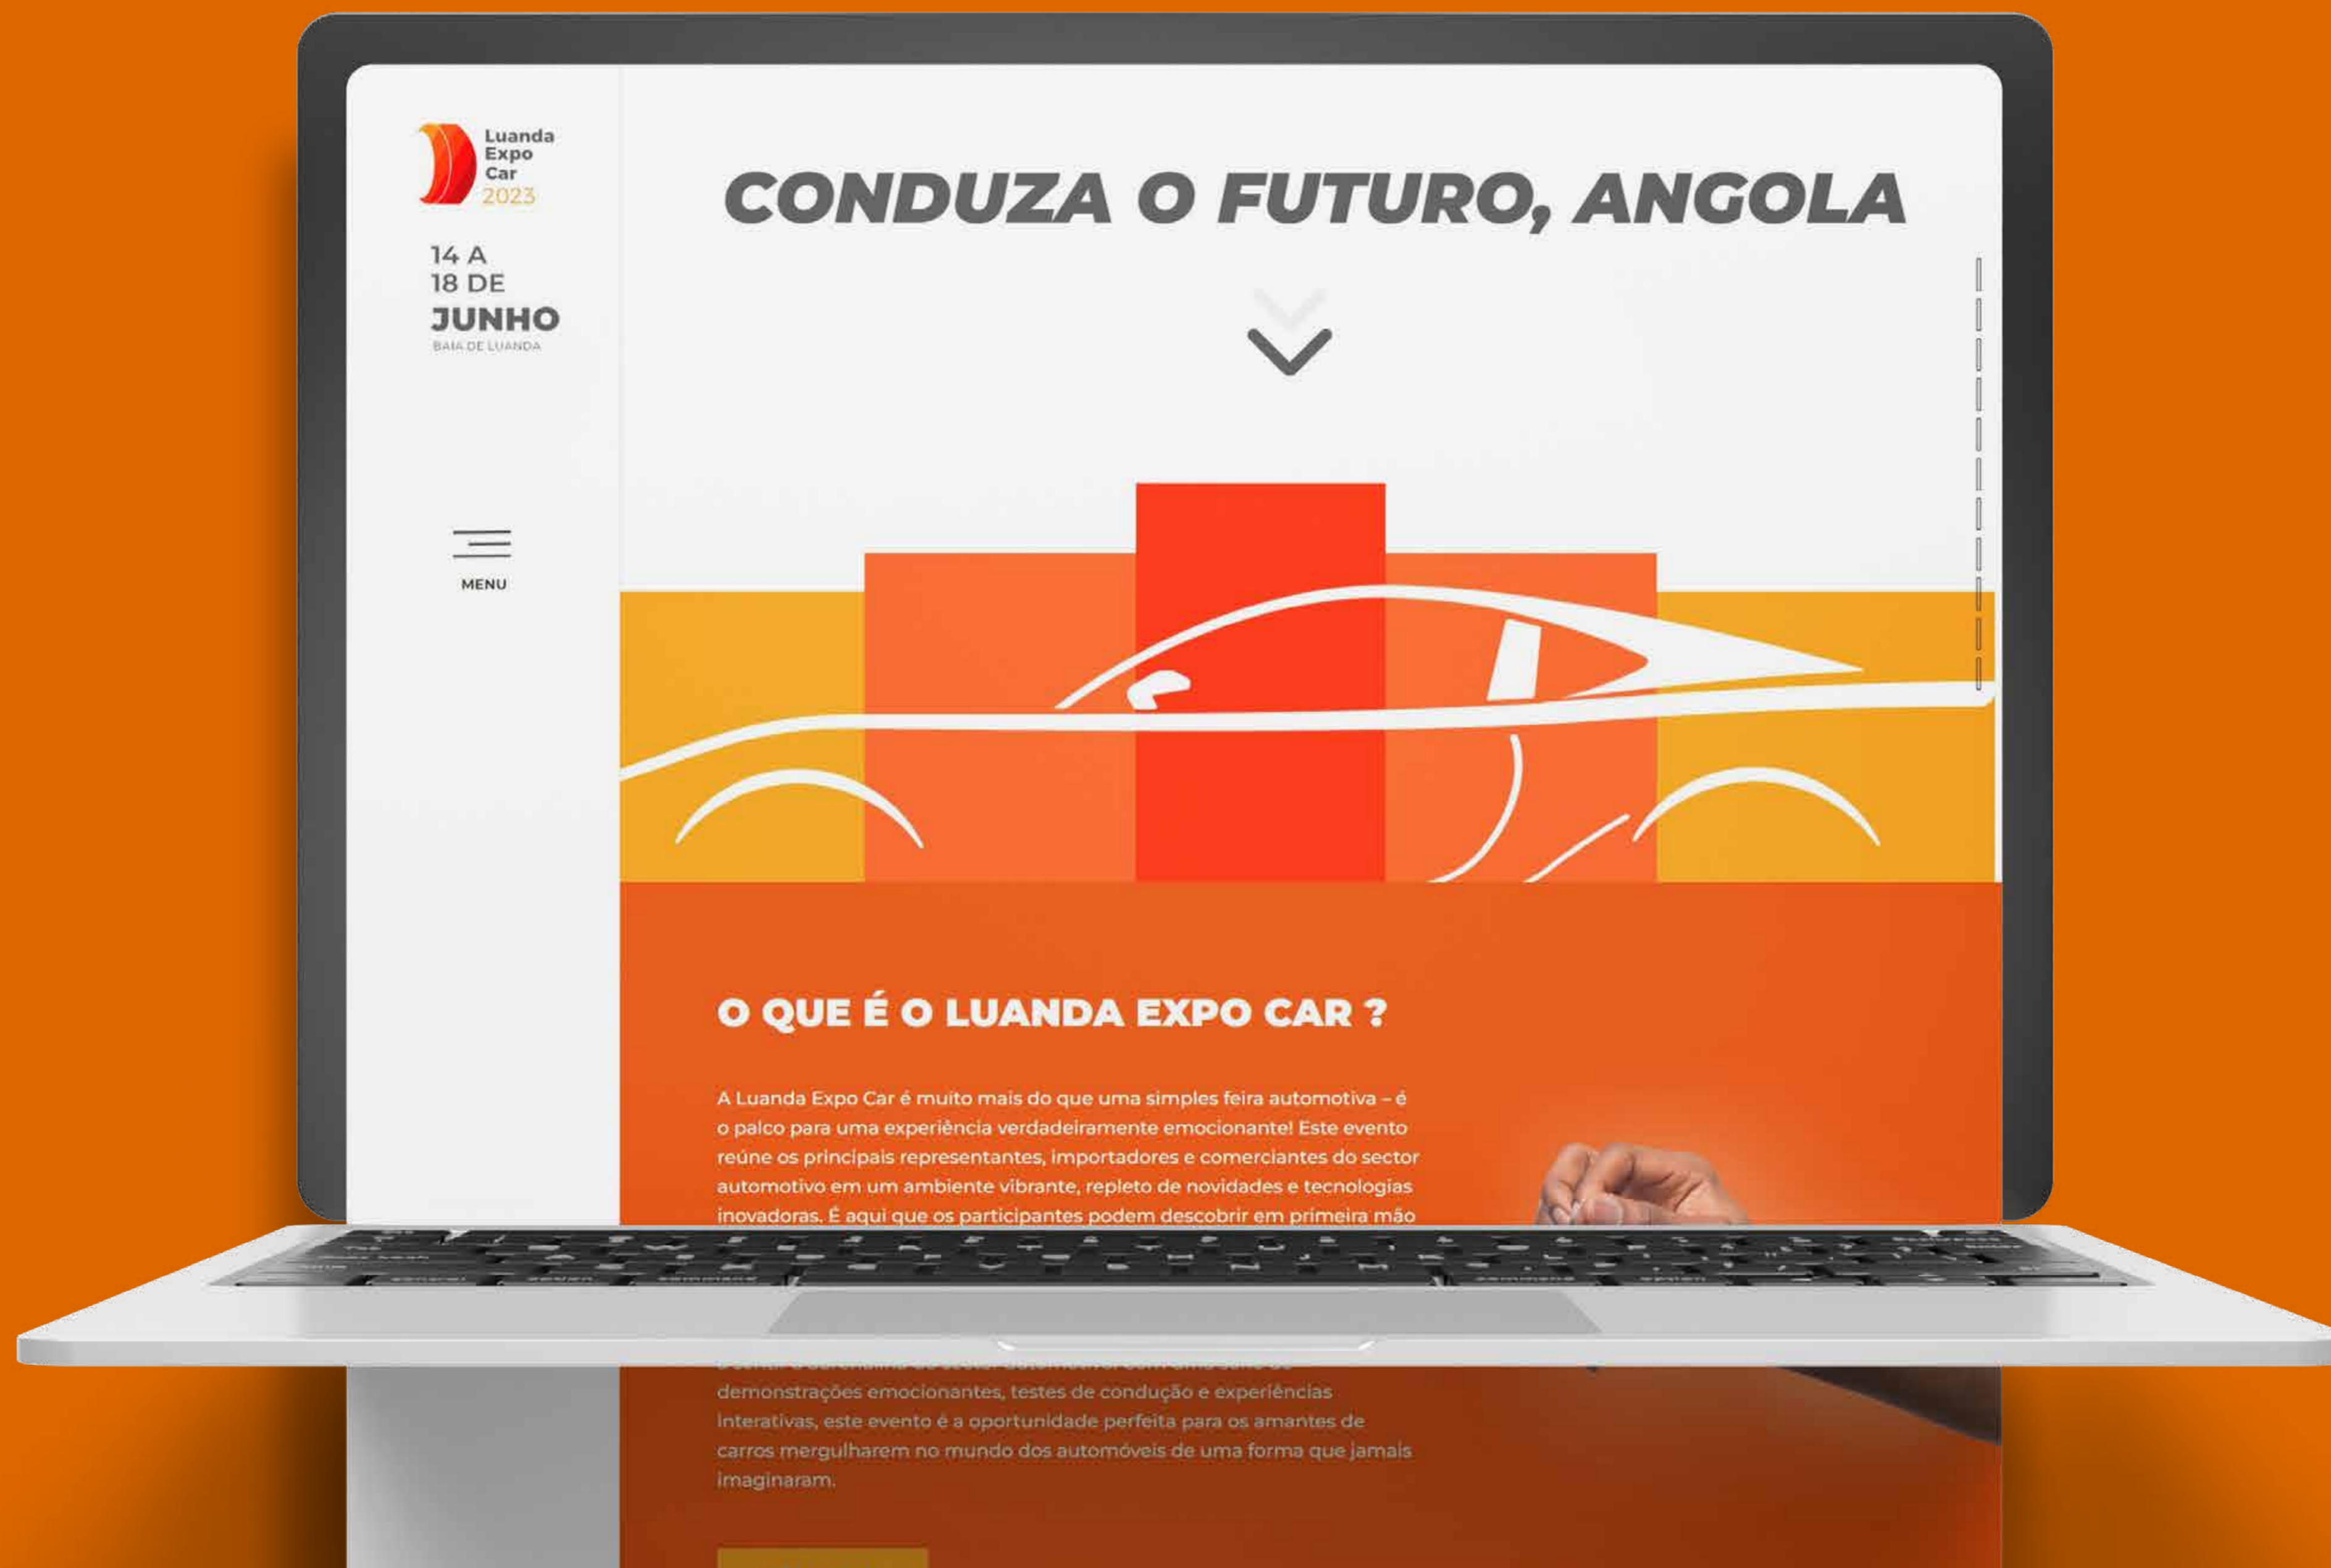 Luanda
Expo
Car
2023
14 A
18 DE
JUNHO
BAIA DE LUANDA
MENU
CONDUZA O FUTURO, ANGOLA
O QUE É O LUANDA EXPO CAR ?
A Luanda Expo Car é muito mais do que uma simples feira automotiva – é
o palco para uma experiência verdadeiramente emocionante! Este evento
reúne os principais representantes, importadores e comerciantes do sector
automotivo em um ambiente vibrante, repleto de novidades e tecnologias
inovadoras. É aqui que os participantes podem descobrir em primeira mão
demonstrações emocionantes, testes de condução e experiências
interativas, este evento é a oportunidade perfeita para os amantes de
carros mergulharem no mundo dos automóveis de uma forma que jamais
imaginaram.